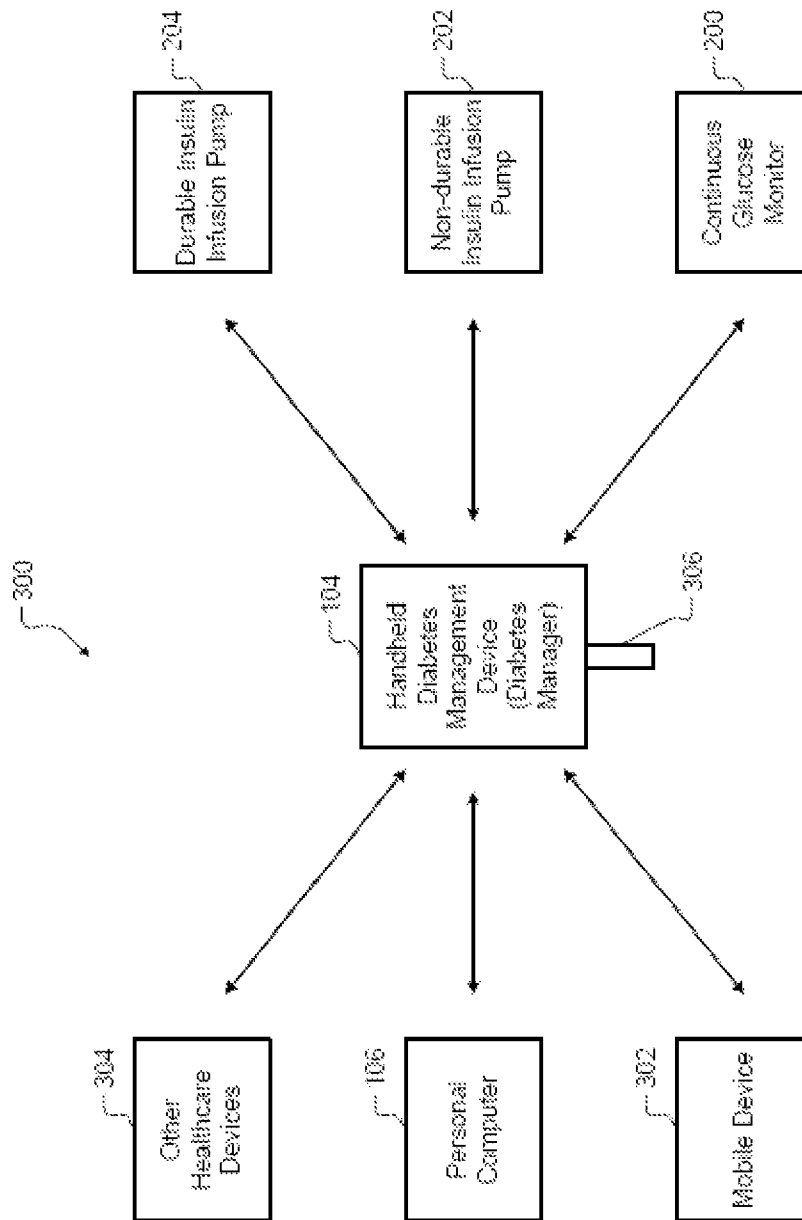 300
304
Other
Healthcare
Devices
106
Personal
Computer
302
Mobile Device
104
Handheld
Diabetes
Management
Device
(Diabetes
Manager)
306
204
Durable Insulin
Infusion Pump
202
Non-durable
Insulin Infusion
Pump
200
Continuous
Glucose
Monitor